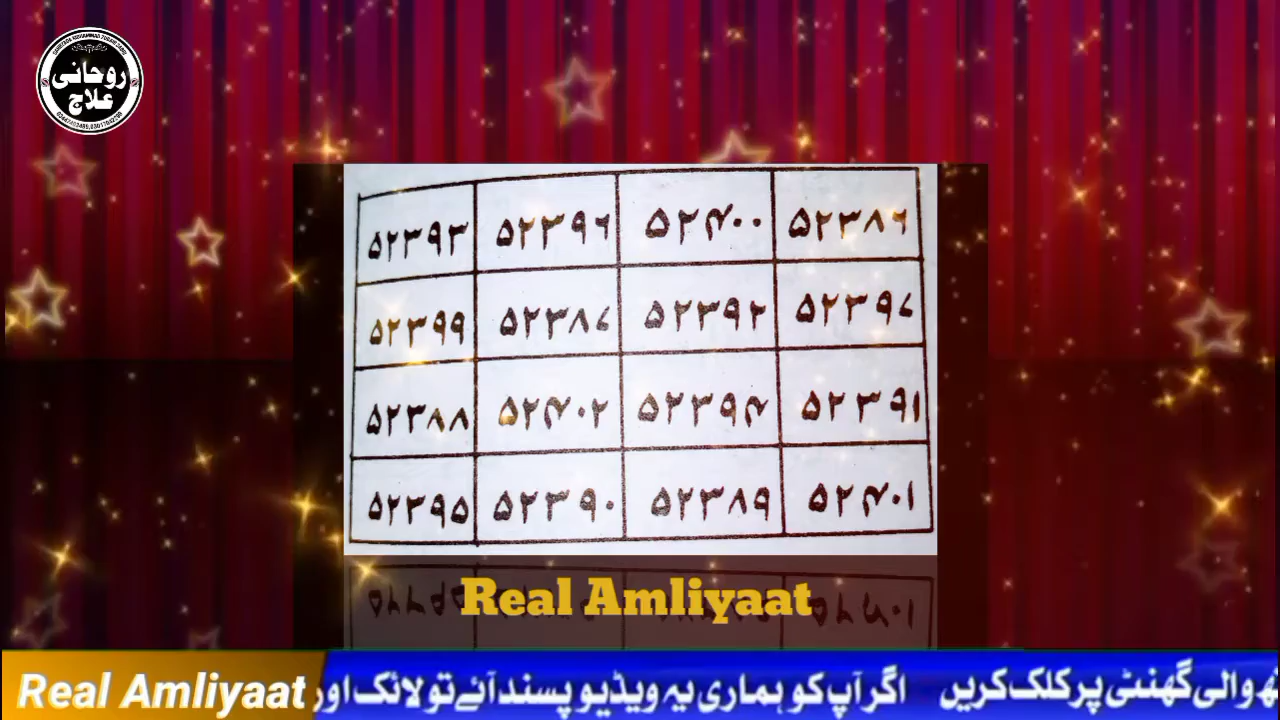 روحانی
علاج
۵۲۳۹۳ ۵۲۳۹۶ ۵۲۴۰۰ ۵۲۳۸۶
۵۲۳۹۹ ۵۲۳۸۷ ۵۲۳۹۲ ۵۲۳۹۷
۵۲۳۸۸ ۵۲۴۰۲ ۵۲۳۹۴ ۵۲۳۹۱
۵۲۳۹۵ ۵۲۳۹۰ ۵۲۳۸۹ ۵۲۴۰۱
Real Amliyaat
Real Amliyaat
والی گھنٹی پر کلک کریں اگر آپ کو ہماری یہ ویڈیو پسند آئے تو لائک اور